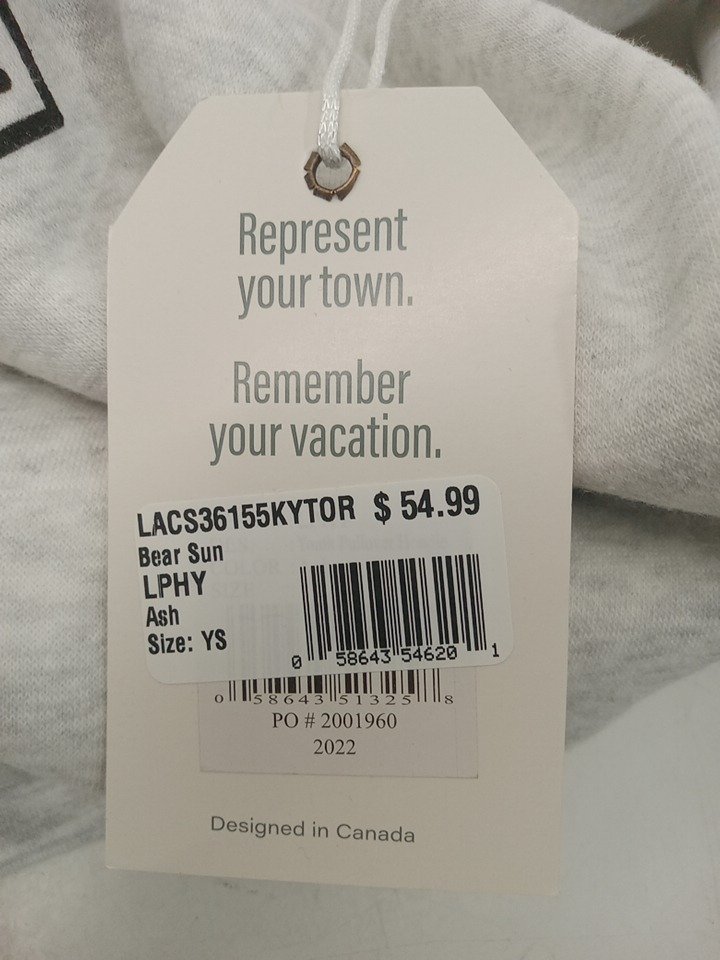 Represent
your town.
Remember
your vacation.
LACS36155KYTOR $ 54.99
Bear Sun
LPHY
Ash
Size: YS
0 58643 54620 1
0 58643 51325 8
PO # 2001960
2022
Designed in Canada